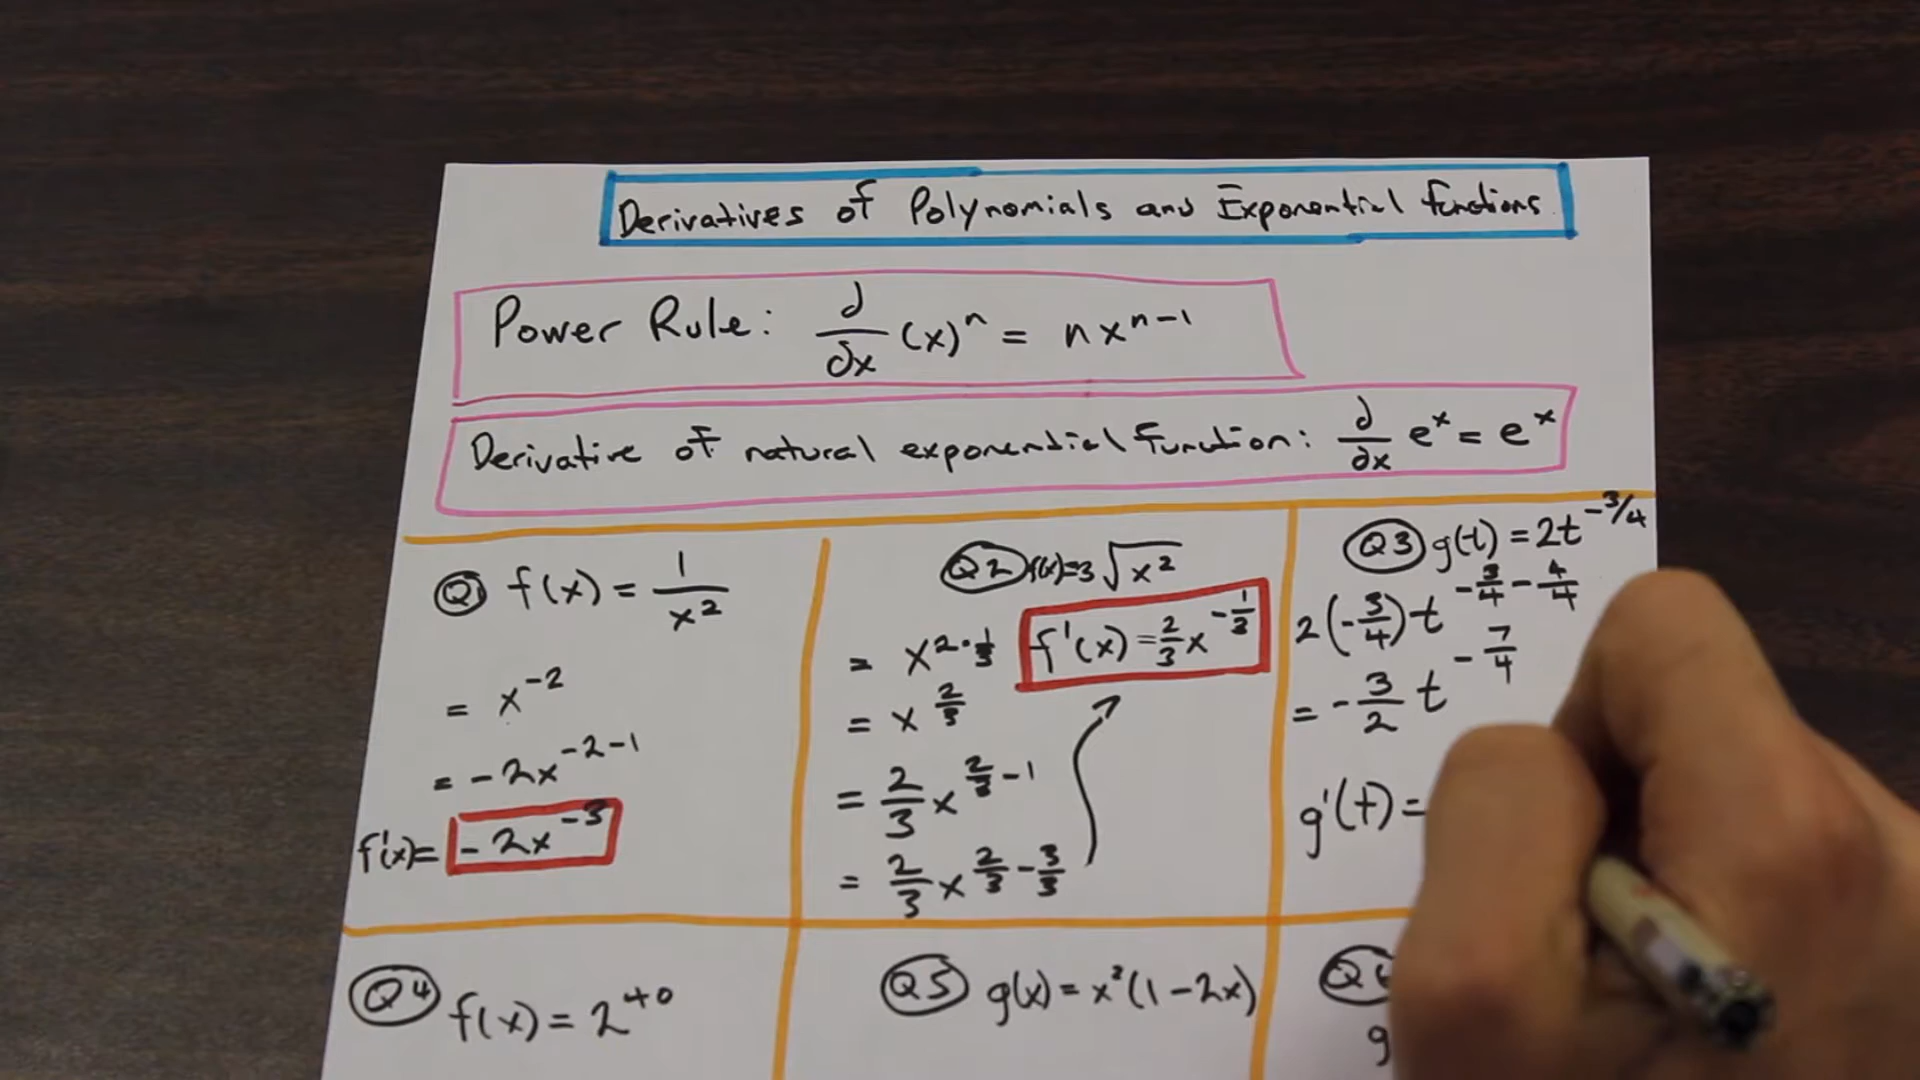 Derivatives of Polynomials and Exponential functions
Power Rule: d/dx (x)^n = nx^(n-1)
Derivative of natural exponential function: d/dx e^x = e^x
Q1 f(x) = 1/x^2
= x^(-2)
= -2x^(-2-1)
f'(x)= -2x^(-3)
Q2 f(x)=3√x^2
= x^(2·1/3)
= x^(2/3)
= 2/3 x^(2/3-1)
= 2/3 x^(2/3-3/3)
f'(x)=2/3 x^(-1/3)
Q3 g(t)=2t^(-3/4)
2(-3/4)t^(-3/4-4/4)
= -3/2 t^(-7/4)
g'(t)=
Q4 f(x)=2^40
Q5 g(x)=x^2(1-2x)
g